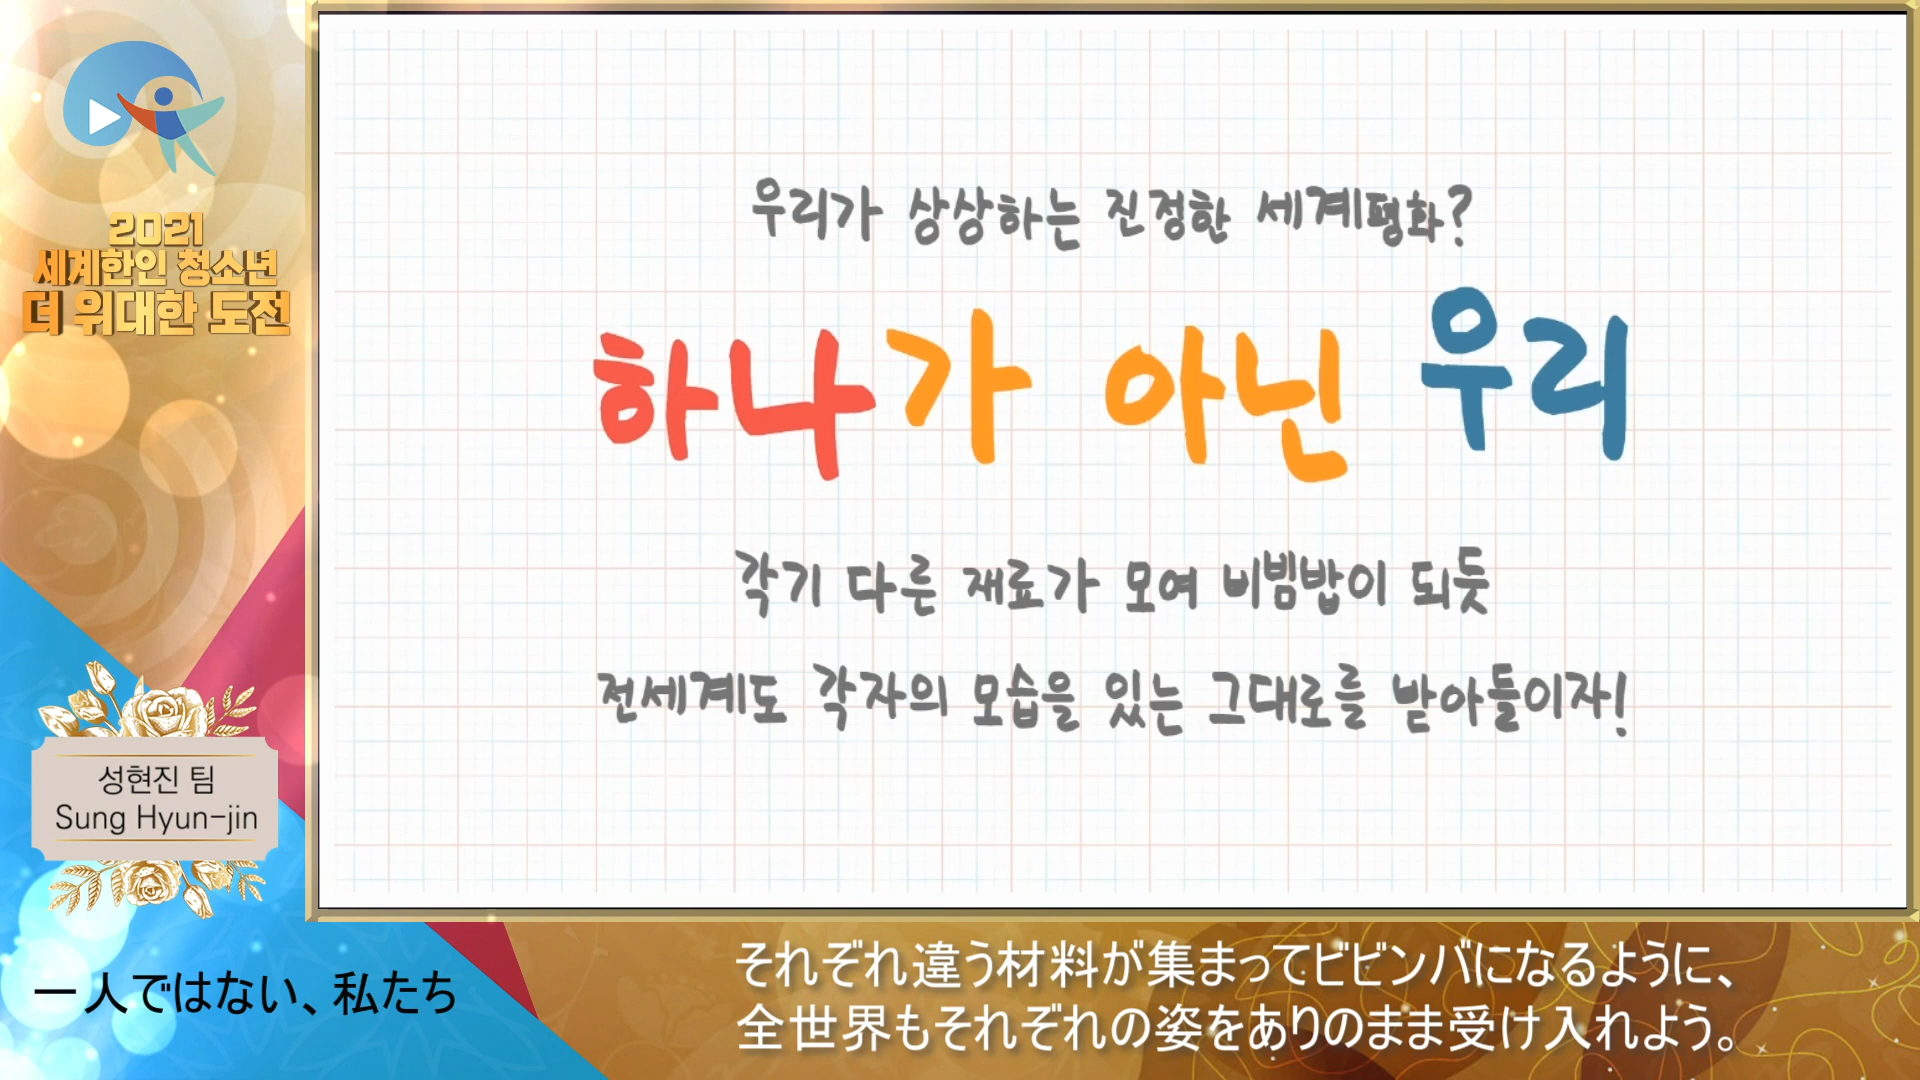 2021
세계한인 청소년
더 위대한 도전
우리가 상상하는 진정한 세계평화?
하나가 아닌 우리
각기 다른 재료가 모여 비빔밥이 되듯
전세계도 각자의 모습을 있는 그대로를 받아들이자!
성현진 팀
Sung Hyun-jin
一人ではない、私たち
それぞれ違う材料が集まってビビンバになるように、
全世界もそれぞれの姿をありのまま受け入れよう。